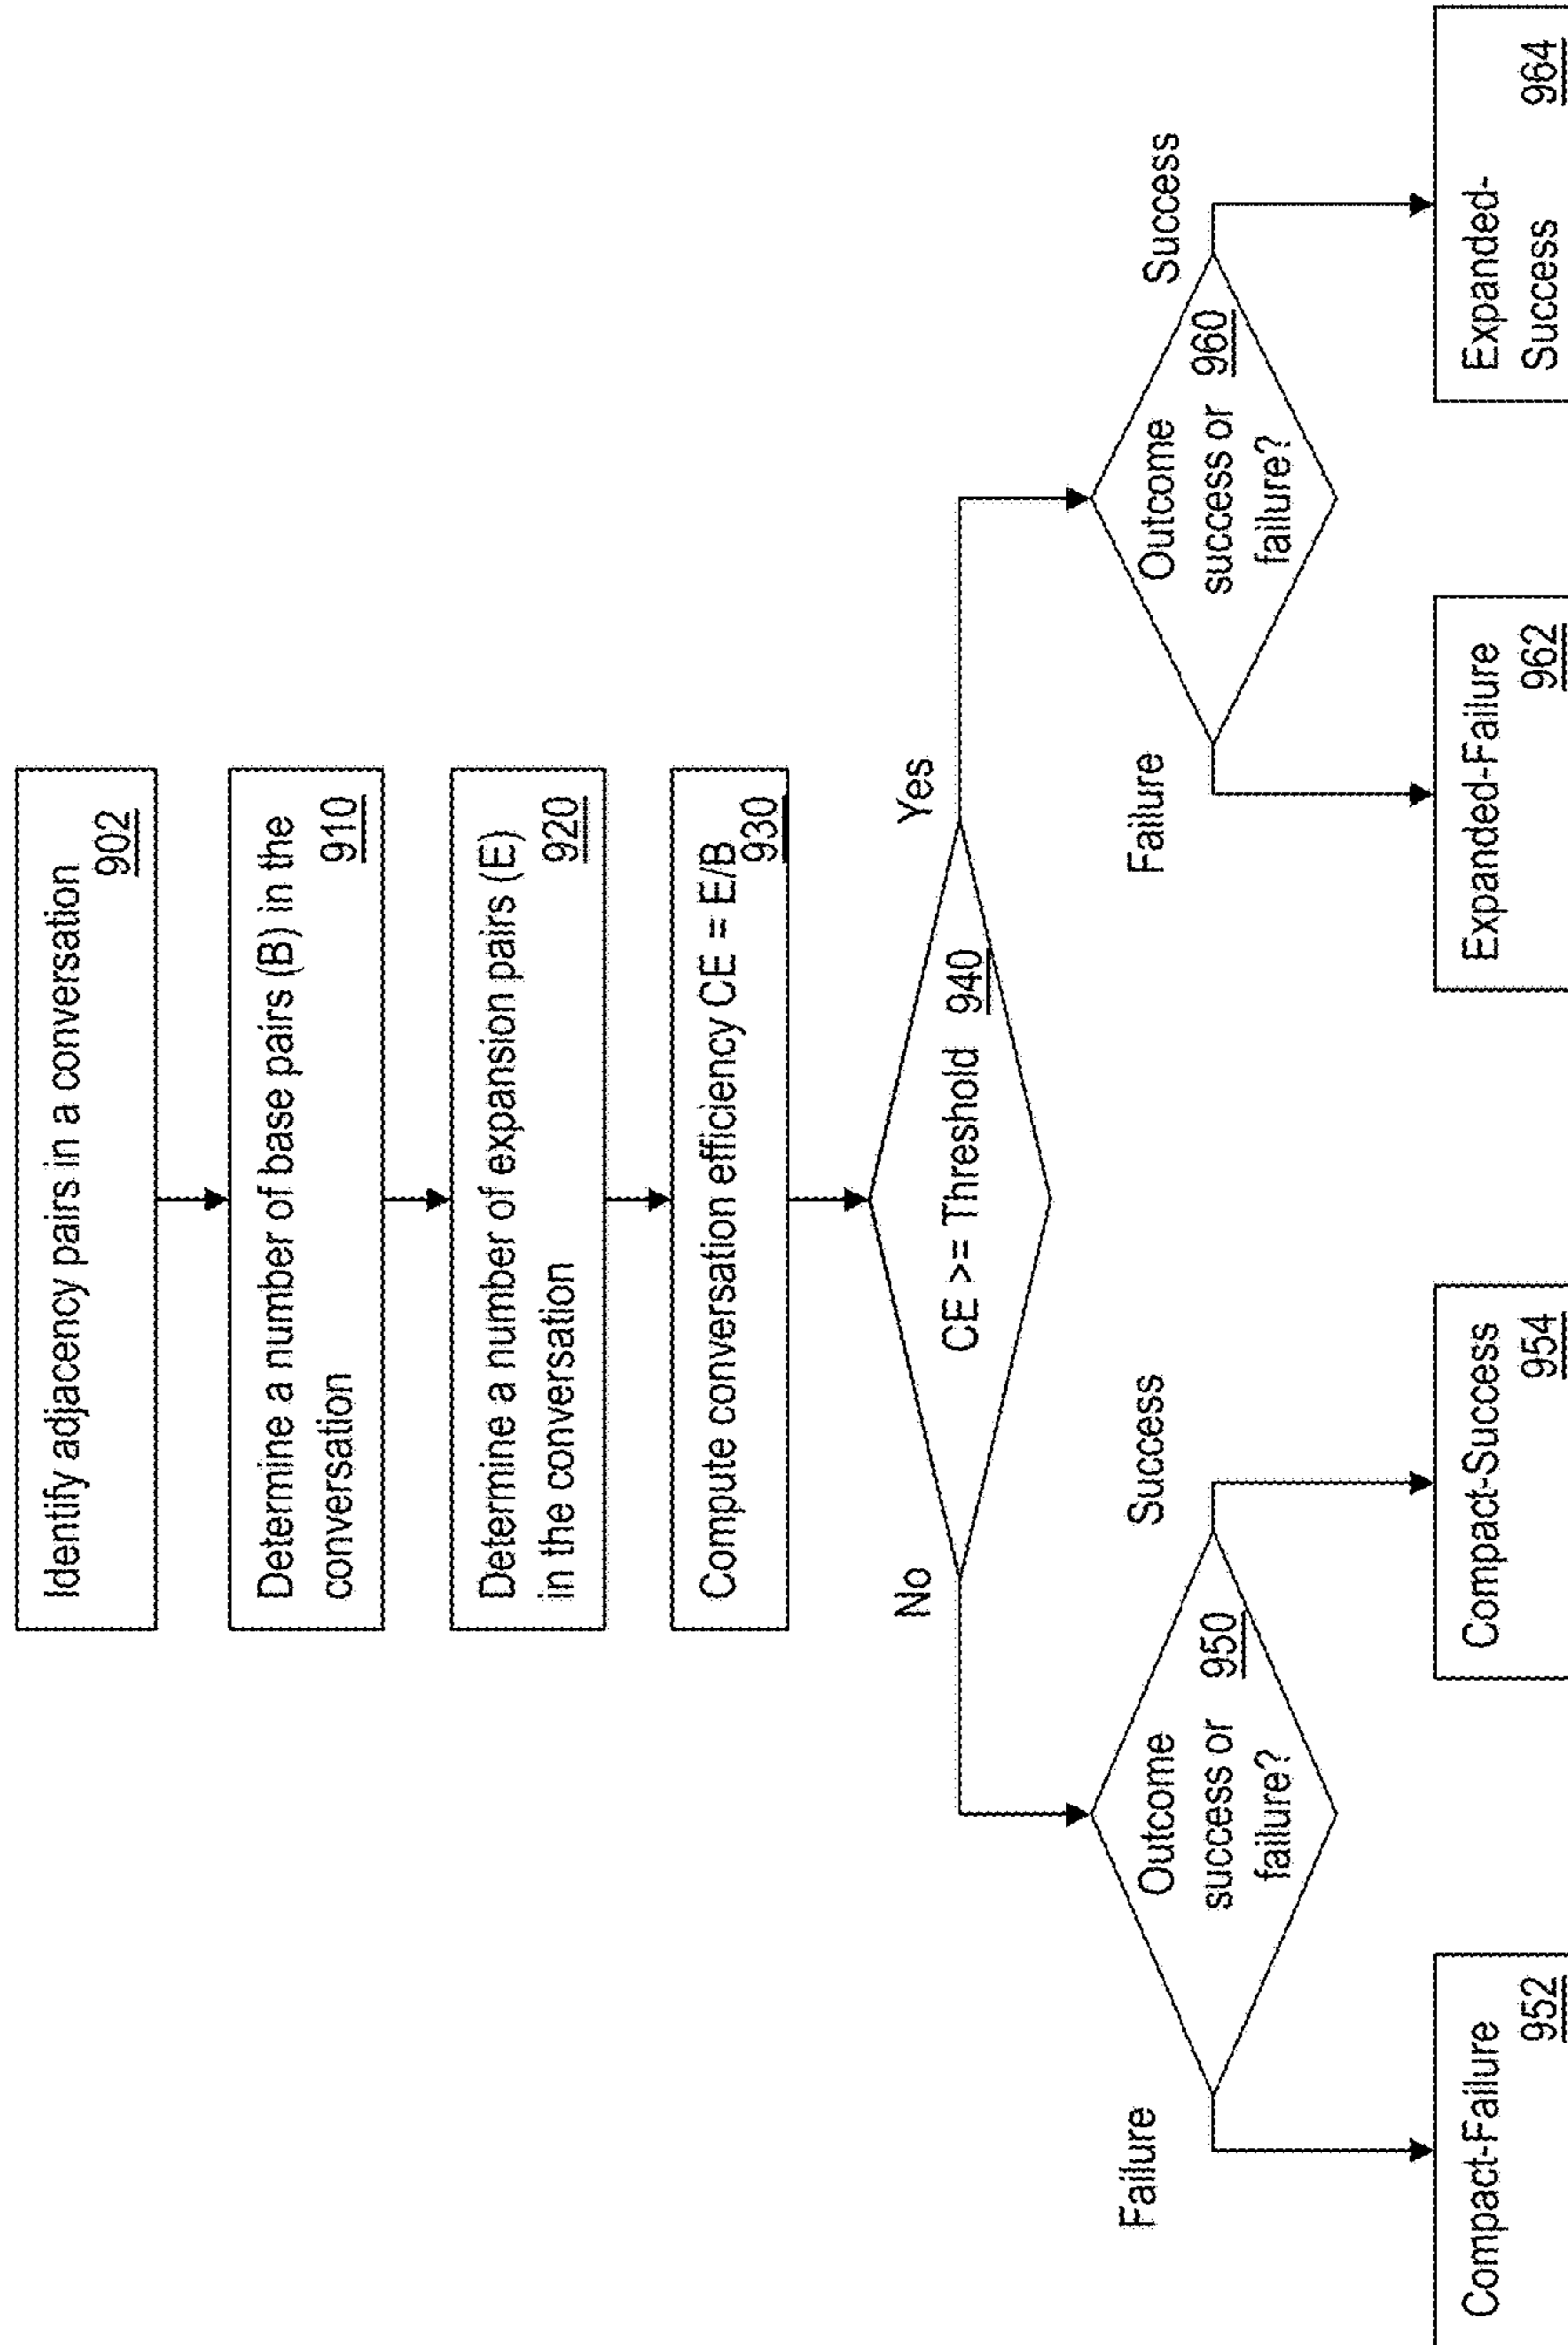 Identify adjacency pairs in a conversation
902
Determine a number of base pairs (B) in the
conversation
910
Determine a number of expansion pairs (E)
in the conversation
920
Compute conversation efficiency CE = E/B
930
No
CE >= Threshold 940
Yes
Failure
Outcome
success or 950
failure?
Success
Failure
Outcome
success or 960
failure?
Success
Compact-Failure
952
Compact-Success
954
Expanded-Failure
962
Expanded-
Success
964